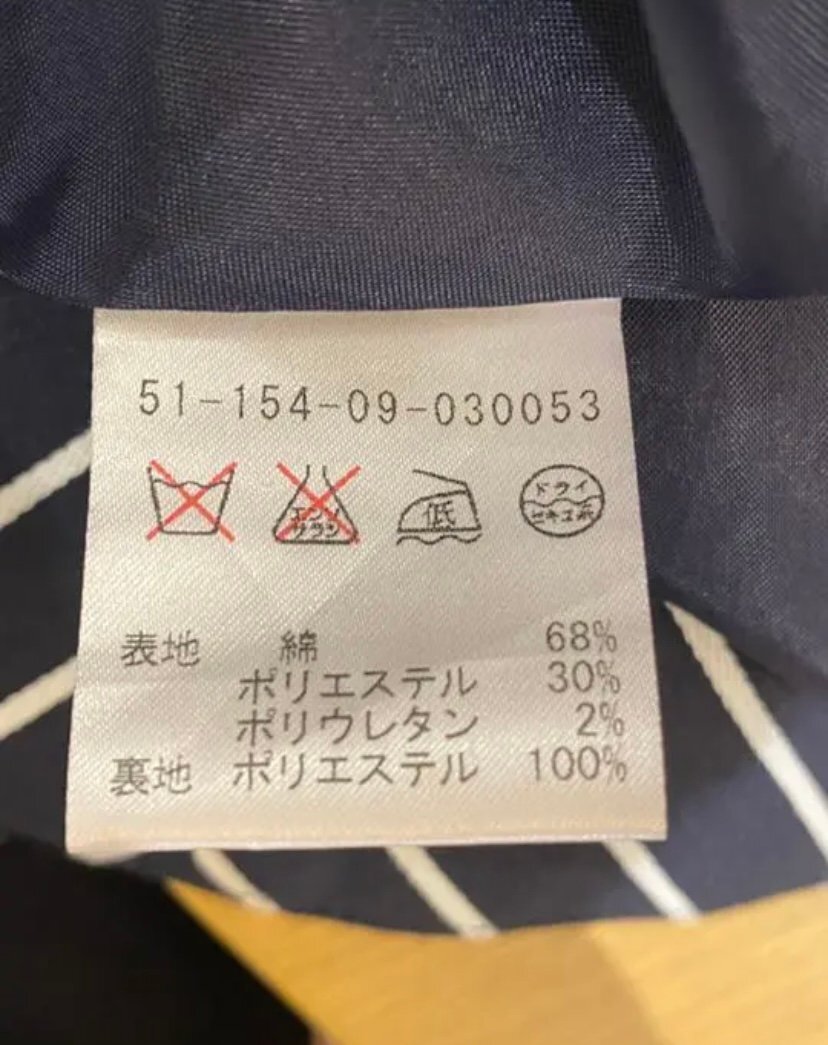 51-154-09-030053
エンソ
サラシ
低
ドライ
セキユ系
表地 綿 68%
ポリエステル 30%
ポリウレタン 2%
裏地 ポリエステル 100%